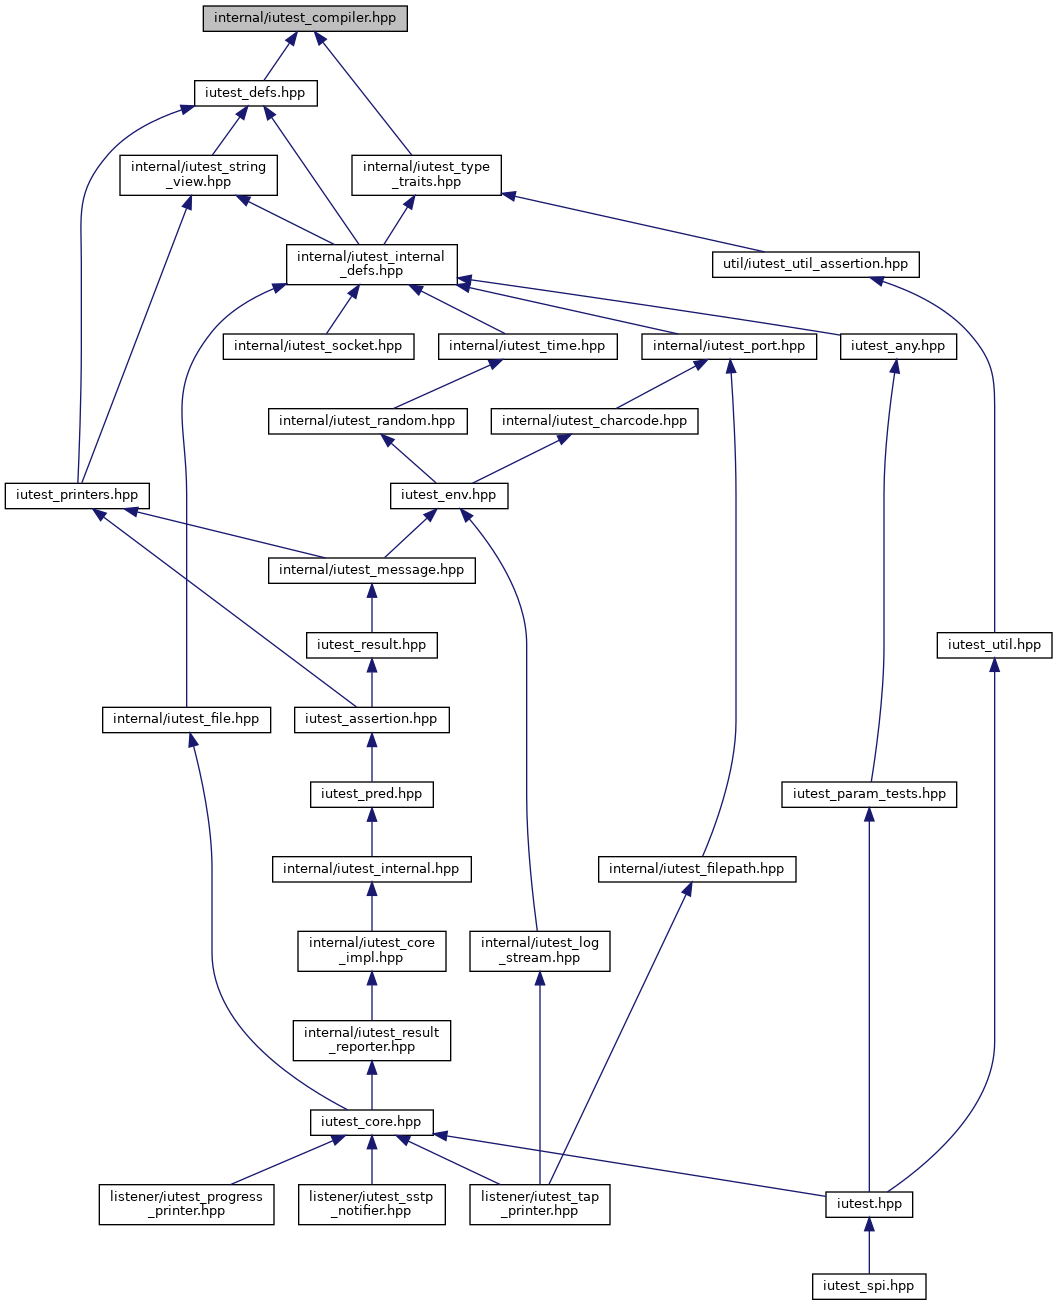 internal/iutest_compiler.hpp
iutest_defs.hpp
internal/iutest_string
_view.hpp
internal/iutest_type
_traits.hpp
internal/iutest_internal
_defs.hpp
util/iutest_util_assertion.hpp
internal/iutest_socket.hpp
internal/iutest_time.hpp
internal/iutest_port.hpp
iutest_any.hpp
internal/iutest_random.hpp
internal/iutest_charcode.hpp
iutest_printers.hpp
iutest_env.hpp
internal/iutest_message.hpp
iutest_result.hpp
iutest_util.hpp
internal/iutest_file.hpp
iutest_assertion.hpp
iutest_pred.hpp
iutest_param_tests.hpp
internal/iutest_internal.hpp
internal/iutest_filepath.hpp
internal/iutest_core
_impl.hpp
internal/iutest_log
_stream.hpp
internal/iutest_result
_reporter.hpp
iutest_core.hpp
listener/iutest_progress
_printer.hpp
listener/iutest_sstp
_notifier.hpp
listener/iutest_tap
_printer.hpp
iutest.hpp
iutest_spi.hpp